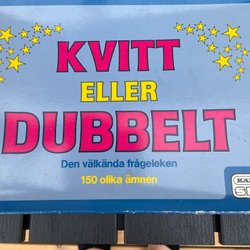 KVITT
ELLER
DUBBELT
Den välkända frågeleken
150 olika ämnen